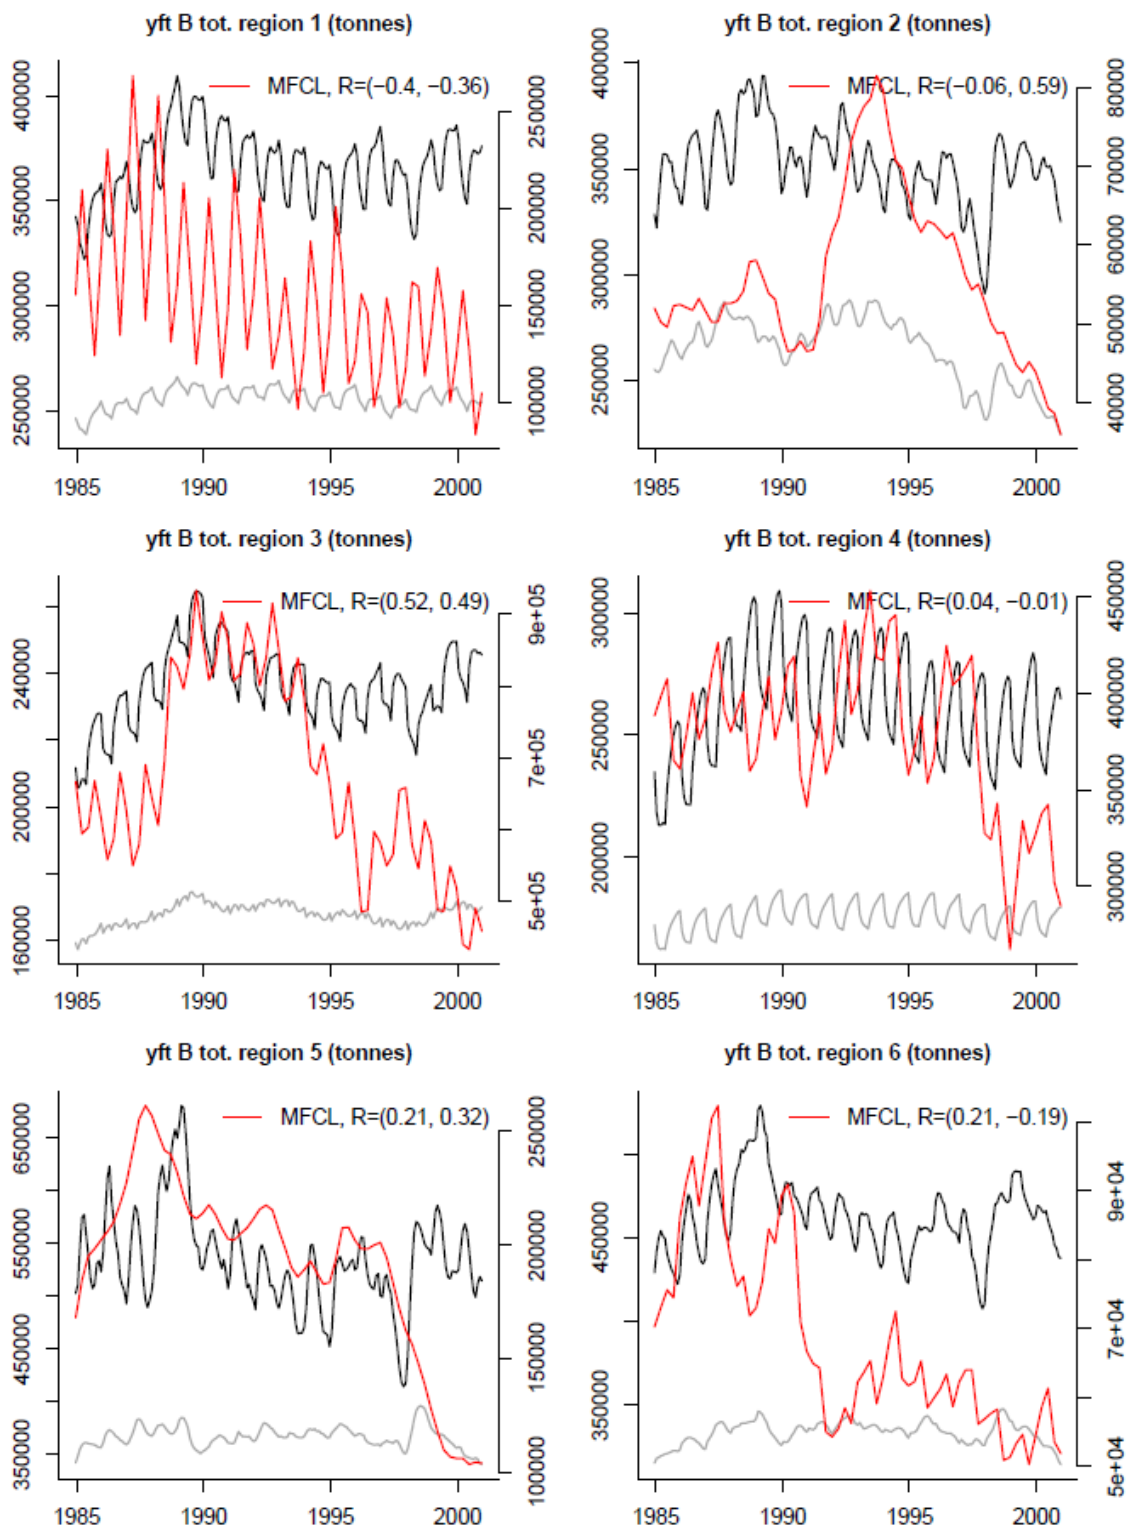 yft B tot. region 1 (tonnes)
MFCL, R=(−0.4, −0.36)
400000
350000
300000
250000
250000
200000
150000
100000
1985 1990 1995 2000
yft B tot. region 2 (tonnes)
MFCL, R=(−0.06, 0.59)
400000
350000
300000
250000
80000
70000
60000
50000
40000
1985 1990 1995 2000
yft B tot. region 3 (tonnes)
MFCL, R=(0.52, 0.49)
240000
200000
160000
9e+05
7e+05
5e+05
1985 1990 1995 2000
yft B tot. region 4 (tonnes)
MFCL, R=(0.04, −0.01)
300000
250000
200000
450000
400000
350000
300000
1985 1990 1995 2000
yft B tot. region 5 (tonnes)
MFCL, R=(0.21, 0.32)
650000
550000
450000
350000
250000
200000
150000
100000
1985 1990 1995 2000
yft B tot. region 6 (tonnes)
MFCL, R=(0.21, −0.19)
450000
350000
9e+04
7e+04
5e+04
1985 1990 1995 2000